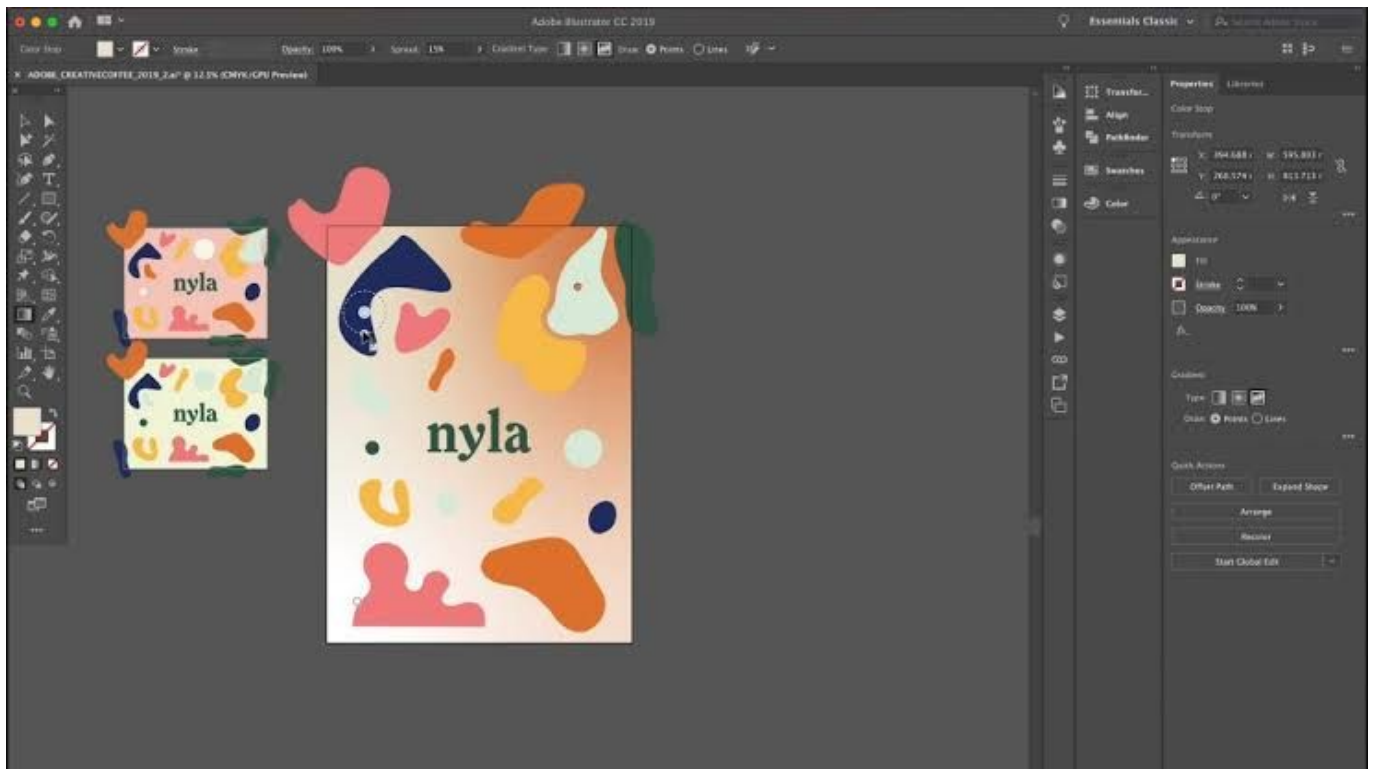 Adobe Illustrator CC 2019
Essentials Classic
Color Stop
Stroke
Opacity: 100%
Spread: 15%
Gradient Type:
Draw: Points Lines
ADOBE_CREATIVECOFFEE_2019_2.ai* @ 12.5% (CMYK/GPU Preview)
nyla
nyla
nyla
Transfor...
Align
Pathfinder
Swatches
Color
Properties Libraries
Color Stop
Transform
X:
W:
Y:
H:
0°
Appearance
Fill
Stroke
Opacity 100%
Gradient
Type:
Draw: Points Lines
Quick Actions
Offset Path Expand Shape
Arrange
Recolor
Start Global Edit